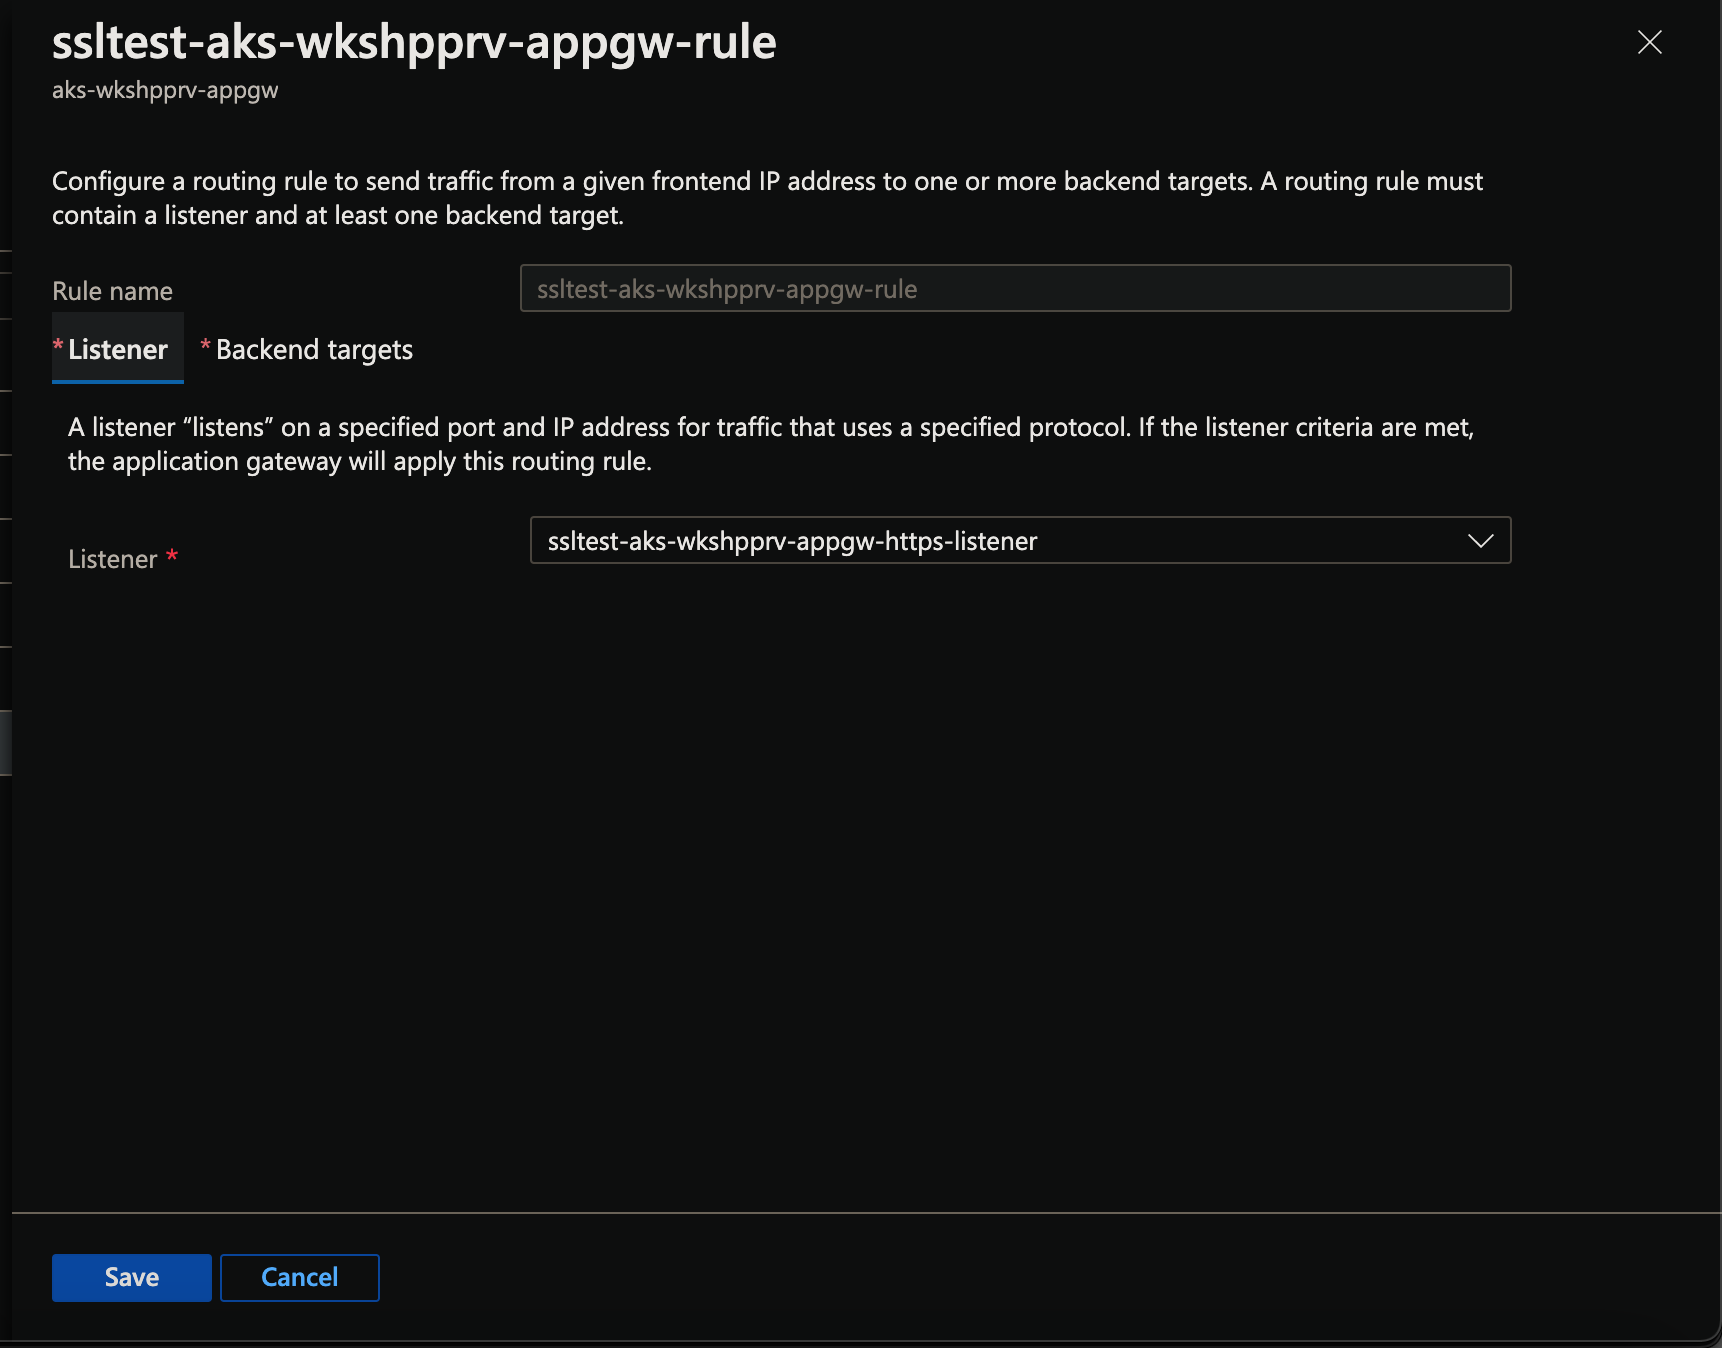 ssltest-aks-wkshpprv-appgw-rule
aks-wkshpprv-appgw
Configure a routing rule to send traffic from a given frontend IP address to one or more backend targets. A routing rule must
contain a listener and at least one backend target.
Rule name
ssltest-aks-wkshpprv-appgw-rule
* Listener * Backend targets
A listener “listens” on a specified port and IP address for traffic that uses a specified protocol. If the listener criteria are met,
the application gateway will apply this routing rule.
Listener *
ssltest-aks-wkshpprv-appgw-https-listener
Save Cancel